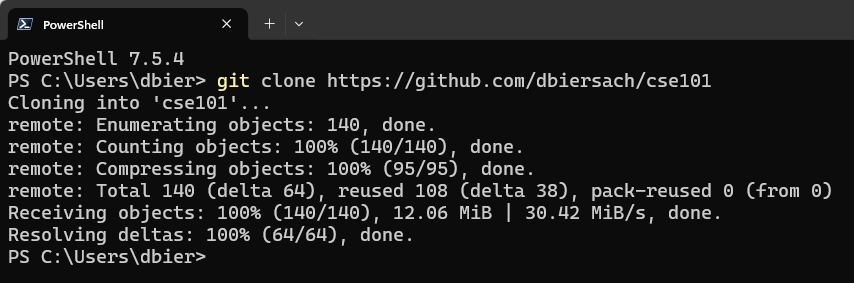 PowerShell
PowerShell 7.5.4
PS C:\Users\dbier> git clone https://github.com/dbiersach/cse101
Cloning into 'cse101'...
remote: Enumerating objects: 140, done.
remote: Counting objects: 100% (140/140), done.
remote: Compressing objects: 100% (95/95), done.
remote: Total 140 (delta 64), reused 108 (delta 38), pack-reused 0 (from 0)
Receiving objects: 100% (140/140), 12.06 MiB | 30.42 MiB/s, done.
Resolving deltas: 100% (64/64), done.
PS C:\Users\dbier>